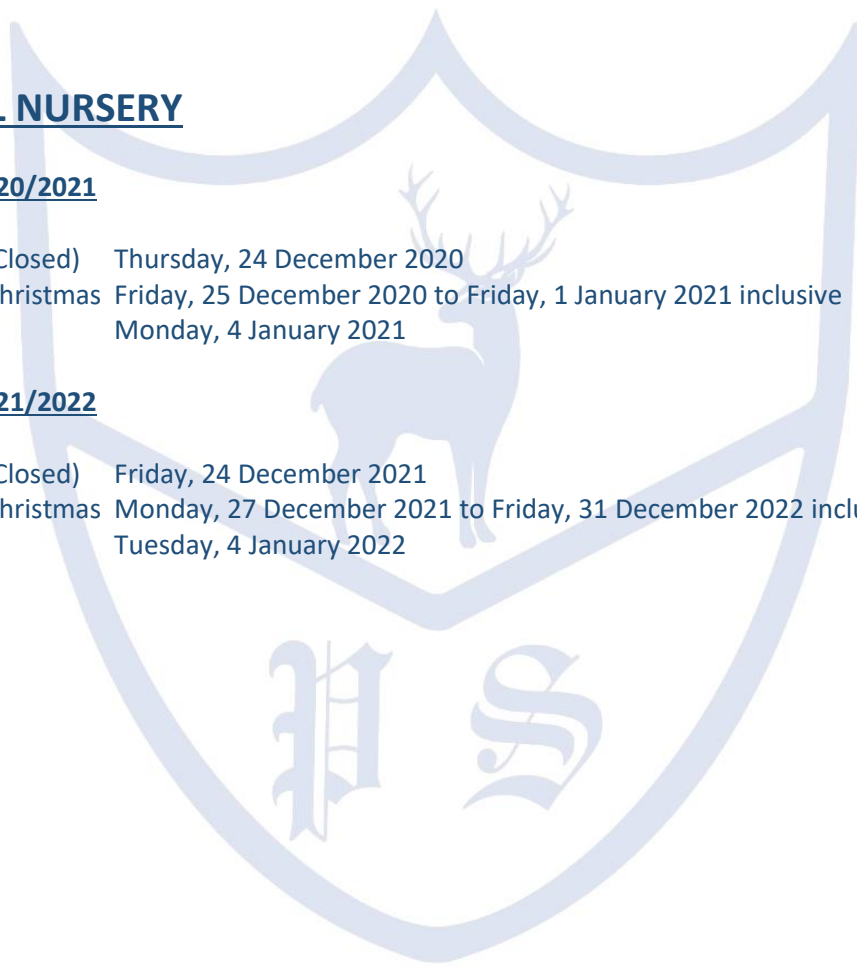 L NURSERY
20/2021
Closed) Thursday, 24 December 2020
hristmas Friday, 25 December 2020 to Friday, 1 January 2021 inclusive
Monday, 4 January 2021
21/2022
Closed) Friday, 24 December 2021
hristmas Monday, 27 December 2021 to Friday, 31 December 2022 inclu
Tuesday, 4 January 2022
P S